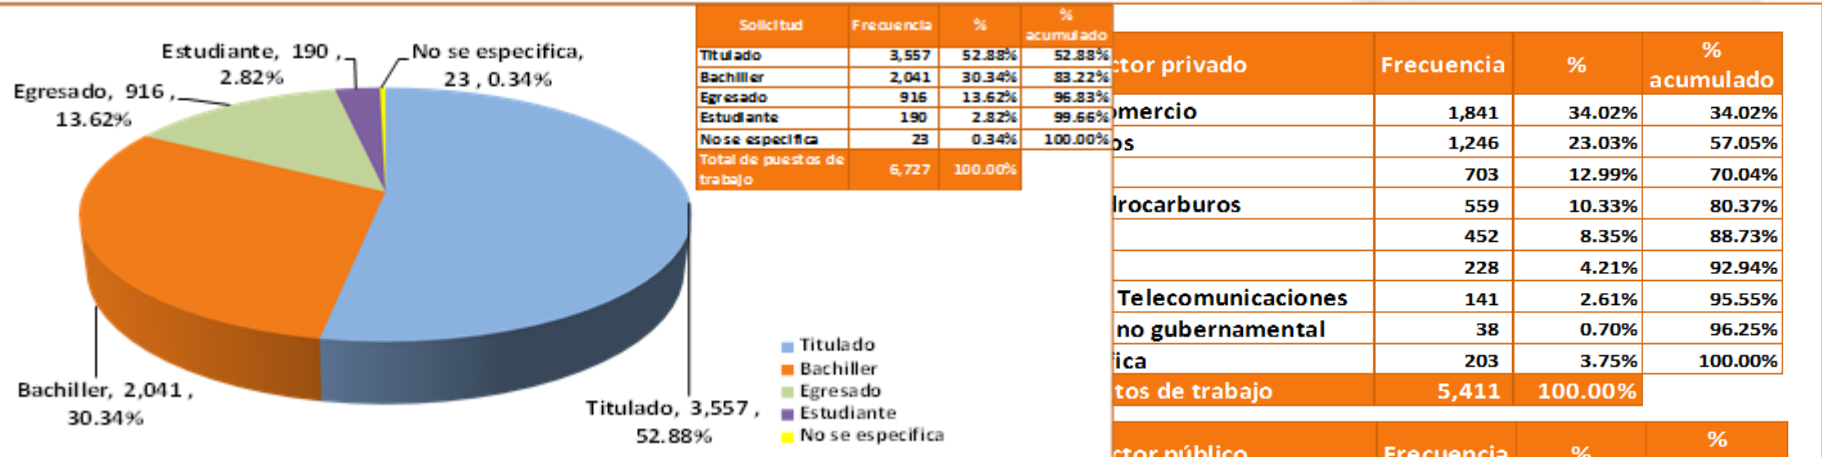 Estudiante, 190 ,
2.82%
No se especifica,
23 , 0.34%
Egresado, 916 ,
13.62%
Bachiller, 2,041 ,
30.34%
Titulado, 3,557 ,
52.88%
Titulado
Bachiller
Egresado
Estudiante
No se especifica
Solicitud Frecuencia % % acumulado
Titulado 3,557 52.88% 52.88%
Bachiller 2,041 30.34% 83.22%
Egresado 916 13.62% 96.83%
Estudiante 190 2.82% 99.66%
No se especifica 23 0.34% 100.00%
Total de puestos de
trabajo 6,727 100.00%
ctor privado Frecuencia % % acumulado
omercio 1,841 34.02% 34.02%
os 1,246 23.03% 57.05%
703 12.99% 70.04%
drocarburos 559 10.33% 80.37%
452 8.35% 88.73%
228 4.21% 92.94%
Telecomunicaciones 141 2.61% 95.55%
no gubernamental 38 0.70% 96.25%
ifica 203 3.75% 100.00%
tos de trabajo 5,411 100.00%
ctor público Frecuencia % %